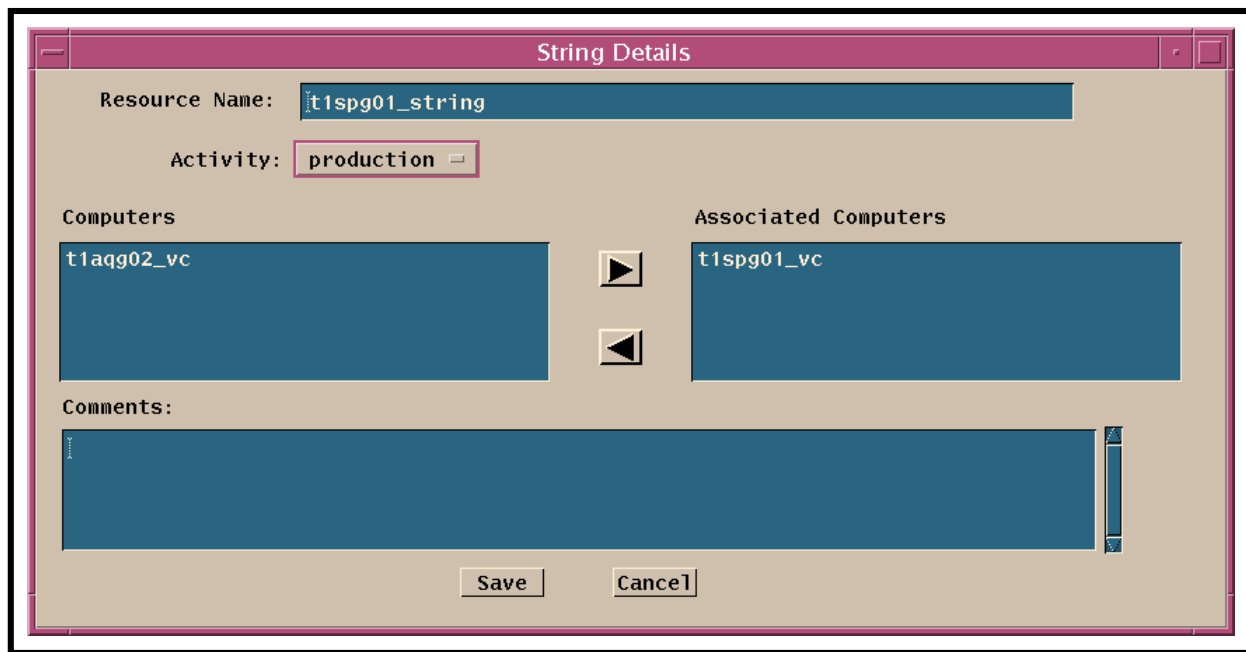 String Details
Resource Name: t1spg01_string
Activity: production
Computers
Associated Computers
t1aqg02_vc
t1spg01_vc
Comments:
Save Cancel